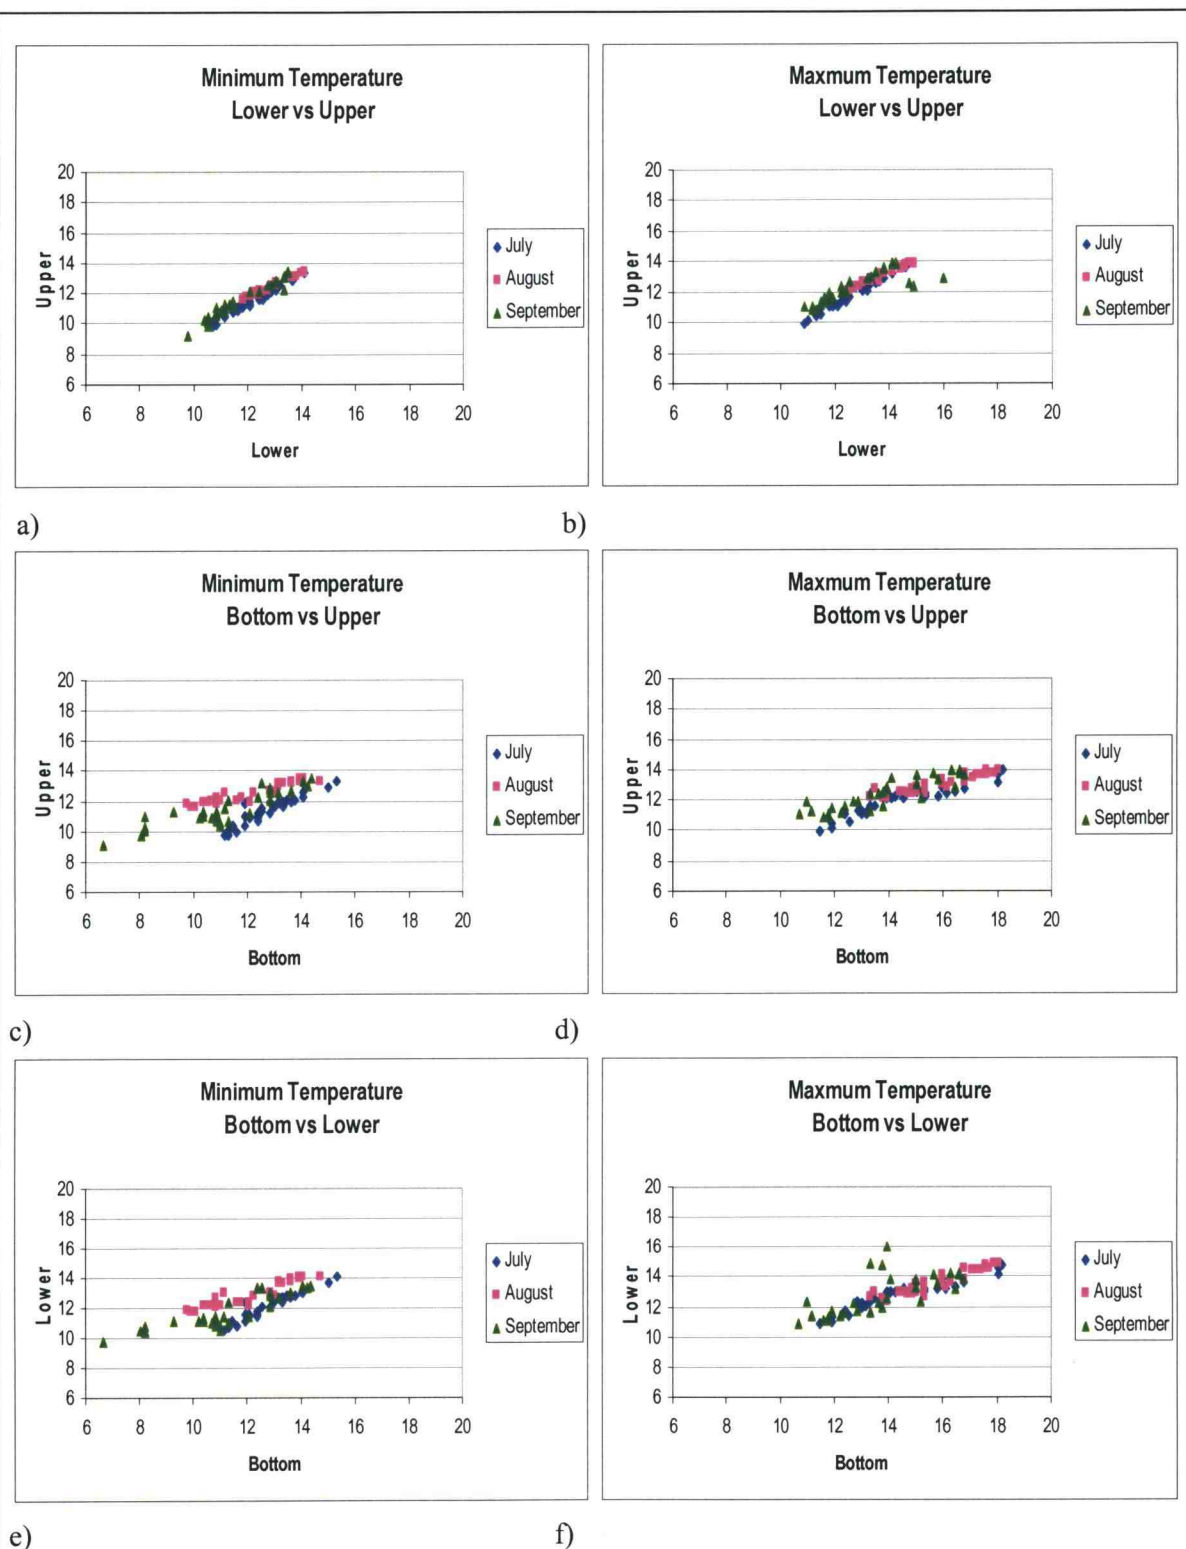 Minimum Temperature
Lower vs Upper
20
18
16
14
12
10
8
6
Upper
6 8 10 12 14 16 18 20
Lower
July
August
September
a)
Maxmum Temperature
Lower vs Upper
20
18
16
14
12
10
8
6
Upper
6 8 10 12 14 16 18 20
Lower
July
August
September
b)
Minimum Temperature
Bottom vs Upper
20
18
16
14
12
10
8
6
Upper
6 8 10 12 14 16 18 20
Bottom
July
August
September
c)
Maxmum Temperature
Bottom vs Upper
20
18
16
14
12
10
8
6
Upper
6 8 10 12 14 16 18 20
Bottom
July
August
September
d)
Minimum Temperature
Bottom vs Lower
20
18
16
14
12
10
8
6
Lower
6 8 10 12 14 16 18 20
Bottom
July
August
September
e)
Maxmum Temperature
Bottom vs Lower
20
18
16
14
12
10
8
6
Lower
6 8 10 12 14 16 18 20
Bottom
July
August
September
f)